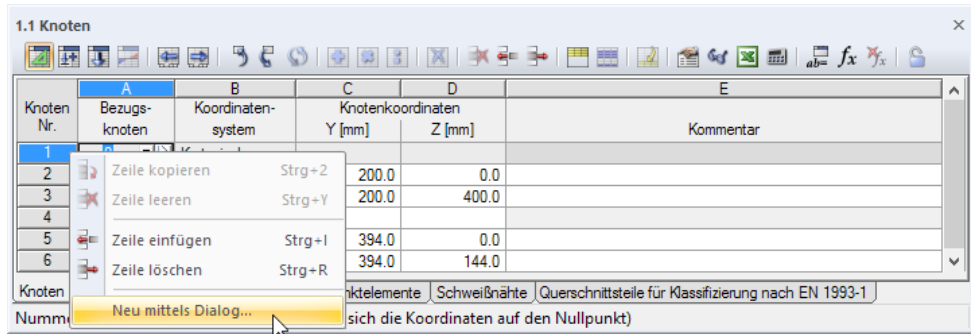 1.1 Knoten
A B C D E
Knoten Bezugs- Koordinaten- Knotenkoordinaten
Nr. knoten system Y [mm] Z [mm] Kommentar
1
2 200.0 0.0
3 200.0 400.0
4
5 394.0 0.0
6 394.0 144.0
Zeile kopieren Strg+2
Zeile leeren Strg+Y
Zeile einfügen Strg+I
Zeile löschen Strg+R
Neu mittels Dialog...
Knoten Schweißnähte Querschnittsteile für Klassifizierung nach EN 1993-1
sich die Koordinaten auf den Nullpunkt)